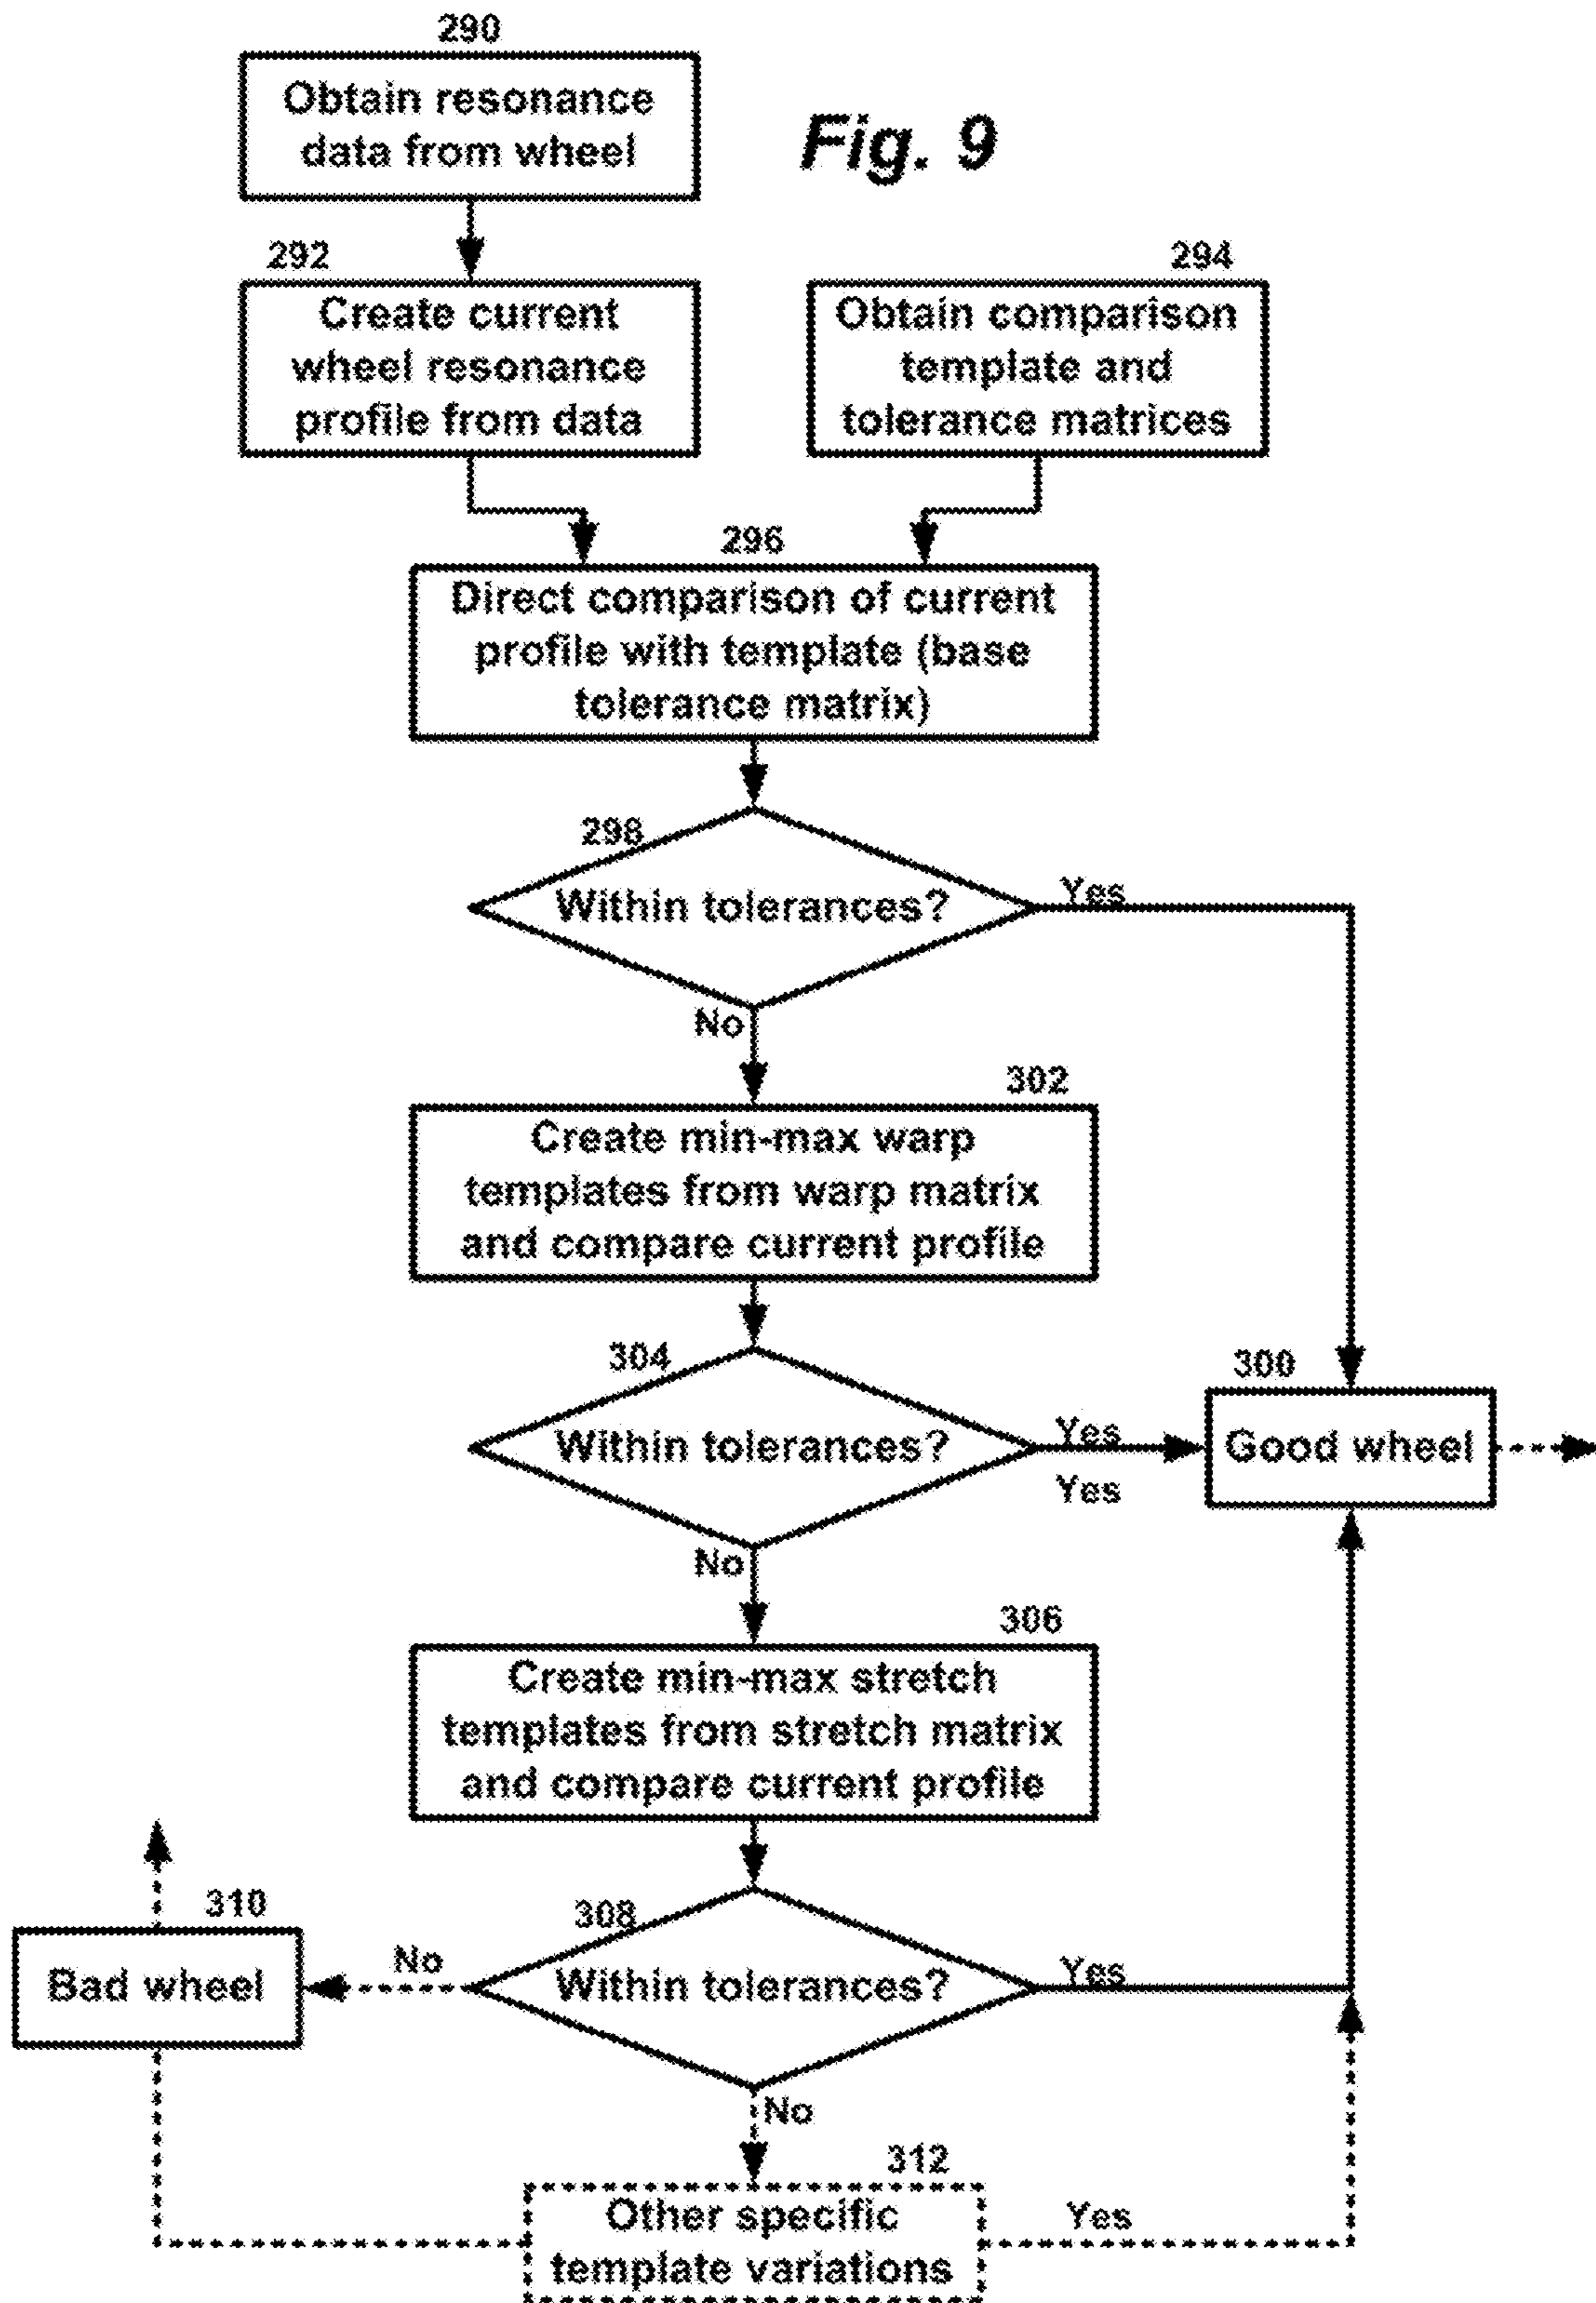 290
Obtain resonance
data from wheel
Fig. 9
292
Create current
wheel resonance
profile from data
294
Obtain comparison
template and
tolerance matrices
296
Direct comparison of current
profile with template (base
tolerance matrix)
298
Within tolerances?
Yes
No
302
Create min-max warp
templates from warp matrix
and compare current profile
304
Within tolerances?
Yes
Yes
300
Good wheel
No
306
Create min-max stretch
templates from stretch matrix
and compare current profile
310
Bad wheel
No
308
Within tolerances?
Yes
No
312
Other specific
template variations
Yes